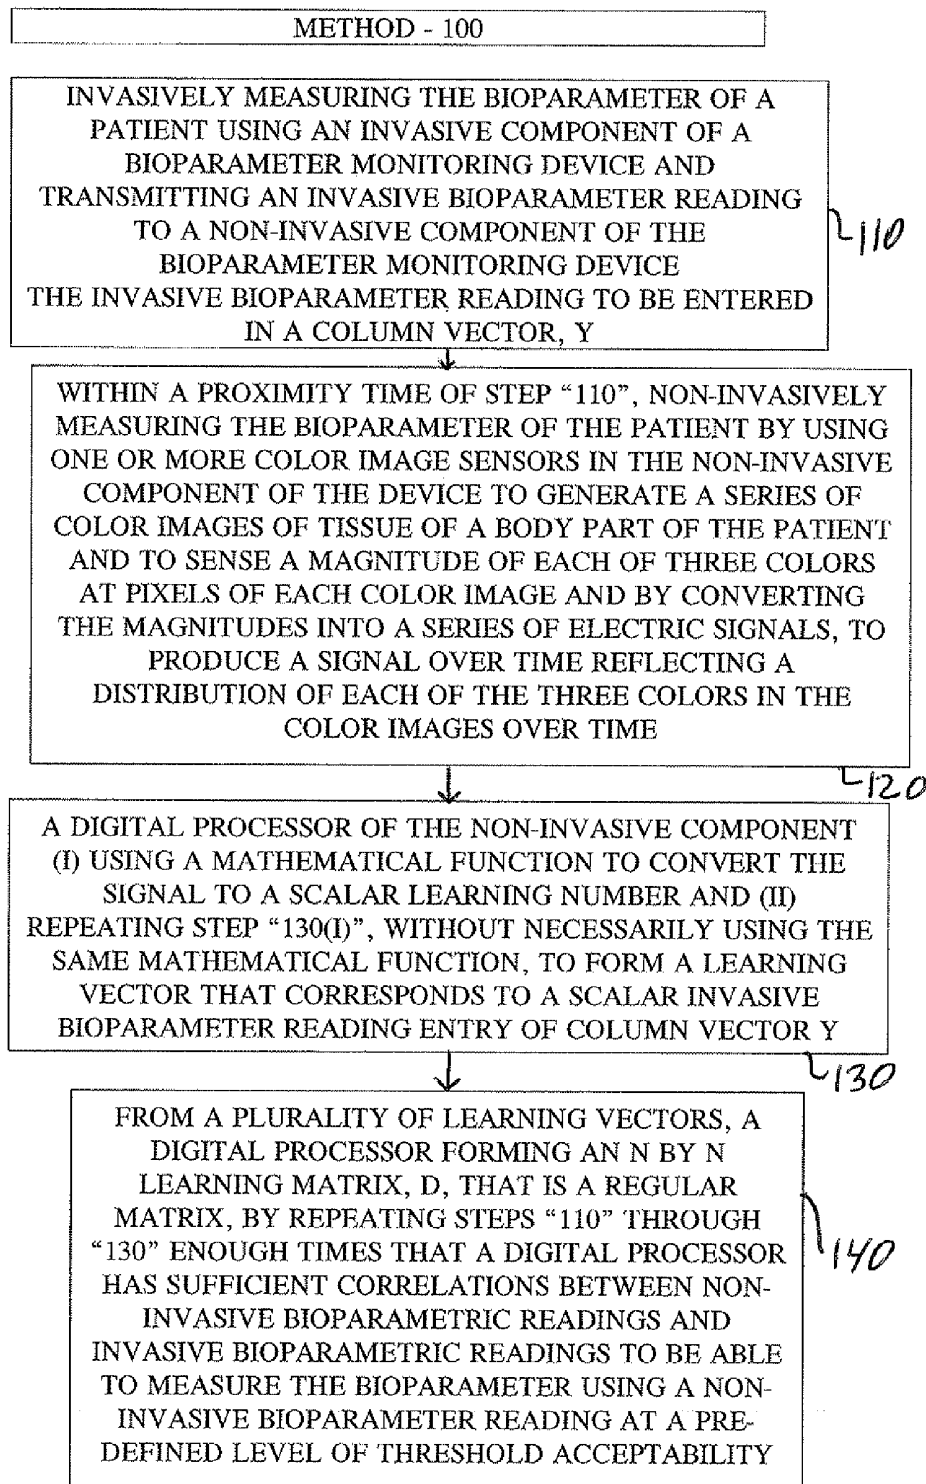 METHOD - 100
INVASIVELY MEASURING THE BIOPARAMETER OF A
PATIENT USING AN INVASIVE COMPONENT OF A
BIOPARAMETER MONITORING DEVICE AND
TRANSMITTING AN INVASIVE BIOPARAMETER READING
TO A NON-INVASIVE COMPONENT OF THE
BIOPARAMETER MONITORING DEVICE
THE INVASIVE BIOPARAMETER READING TO BE ENTERED
IN A COLUMN VECTOR, Y
110
WITHIN A PROXIMITY TIME OF STEP “110”, NON-INVASIVELY
MEASURING THE BIOPARAMETER OF THE PATIENT BY USING
ONE OR MORE COLOR IMAGE SENSORS IN THE NON-INVASIVE
COMPONENT OF THE DEVICE TO GENERATE A SERIES OF
COLOR IMAGES OF TISSUE OF A BODY PART OF THE PATIENT
AND TO SENSE A MAGNITUDE OF EACH OF THREE COLORS
AT PIXELS OF EACH COLOR IMAGE AND BY CONVERTING
THE MAGNITUDES INTO A SERIES OF ELECTRIC SIGNALS, TO
PRODUCE A SIGNAL OVER TIME REFLECTING A
DISTRIBUTION OF EACH OF THE THREE COLORS IN THE
COLOR IMAGES OVER TIME
120
A DIGITAL PROCESSOR OF THE NON-INVASIVE COMPONENT
(I) USING A MATHEMATICAL FUNCTION TO CONVERT THE
SIGNAL TO A SCALAR LEARNING NUMBER AND (II)
REPEATING STEP “130(I)”, WITHOUT NECESSARILY USING THE
SAME MATHEMATICAL FUNCTION, TO FORM A LEARNING
VECTOR THAT CORRESPONDS TO A SCALAR INVASIVE
BIOPARAMETER READING ENTRY OF COLUMN VECTOR Y
130
FROM A PLURALITY OF LEARNING VECTORS, A
DIGITAL PROCESSOR FORMING AN N BY N
LEARNING MATRIX, D, THAT IS A REGULAR
MATRIX, BY REPEATING STEPS “110” THROUGH
“130” ENOUGH TIMES THAT A DIGITAL PROCESSOR
HAS SUFFICIENT CORRELATIONS BETWEEN NON-
INVASIVE BIOPARAMETRIC READINGS AND
INVASIVE BIOPARAMETRIC READINGS TO BE ABLE
TO MEASURE THE BIOPARAMETER USING A NON-
INVASIVE BIOPARAMETER READING AT A PRE-
DEFINED LEVEL OF THRESHOLD ACCEPTABILITY
140